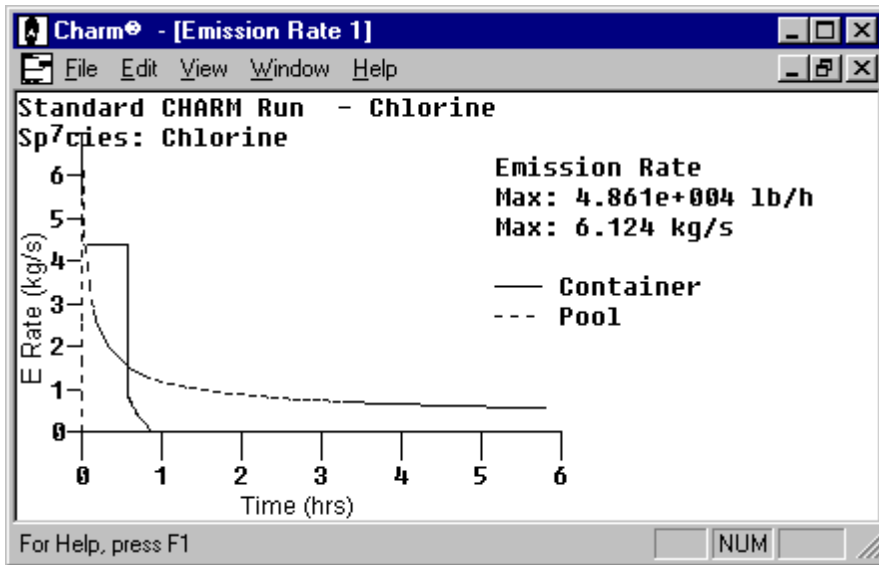 Charm® - [Emission Rate 1]
File Edit View Window Help
Standard CHARM Run - Chlorine
Species: Chlorine
Emission Rate
Max: 4.861e+004 lb/h
Max: 6.124 kg/s
Container
Pool
E Rate (kg/s)
7
6
5
4
3
2
1
0
0 1 2 3 4 5 6
Time (hrs)
For Help, press F1 NUM